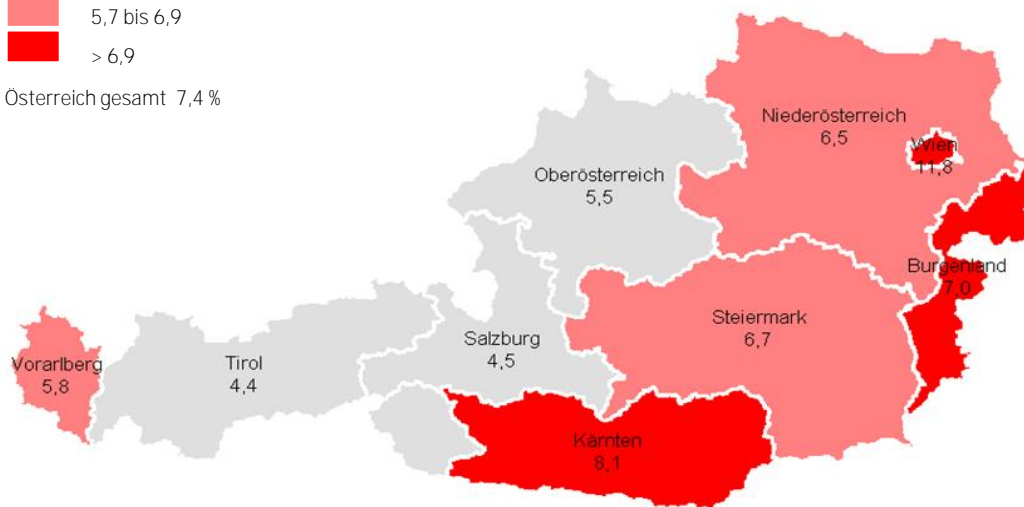 5,7 bis 6,9
> 6,9
Österreich gesamt 7,4 %
Niederösterreich
6,5
Wien
11,8
Oberösterreich
5,5
Burgenland
7,0
Steiermark
6,7
Salzburg
4,5
Vorarlberg
5,8
Tirol
4,4
Kärnten
8,1